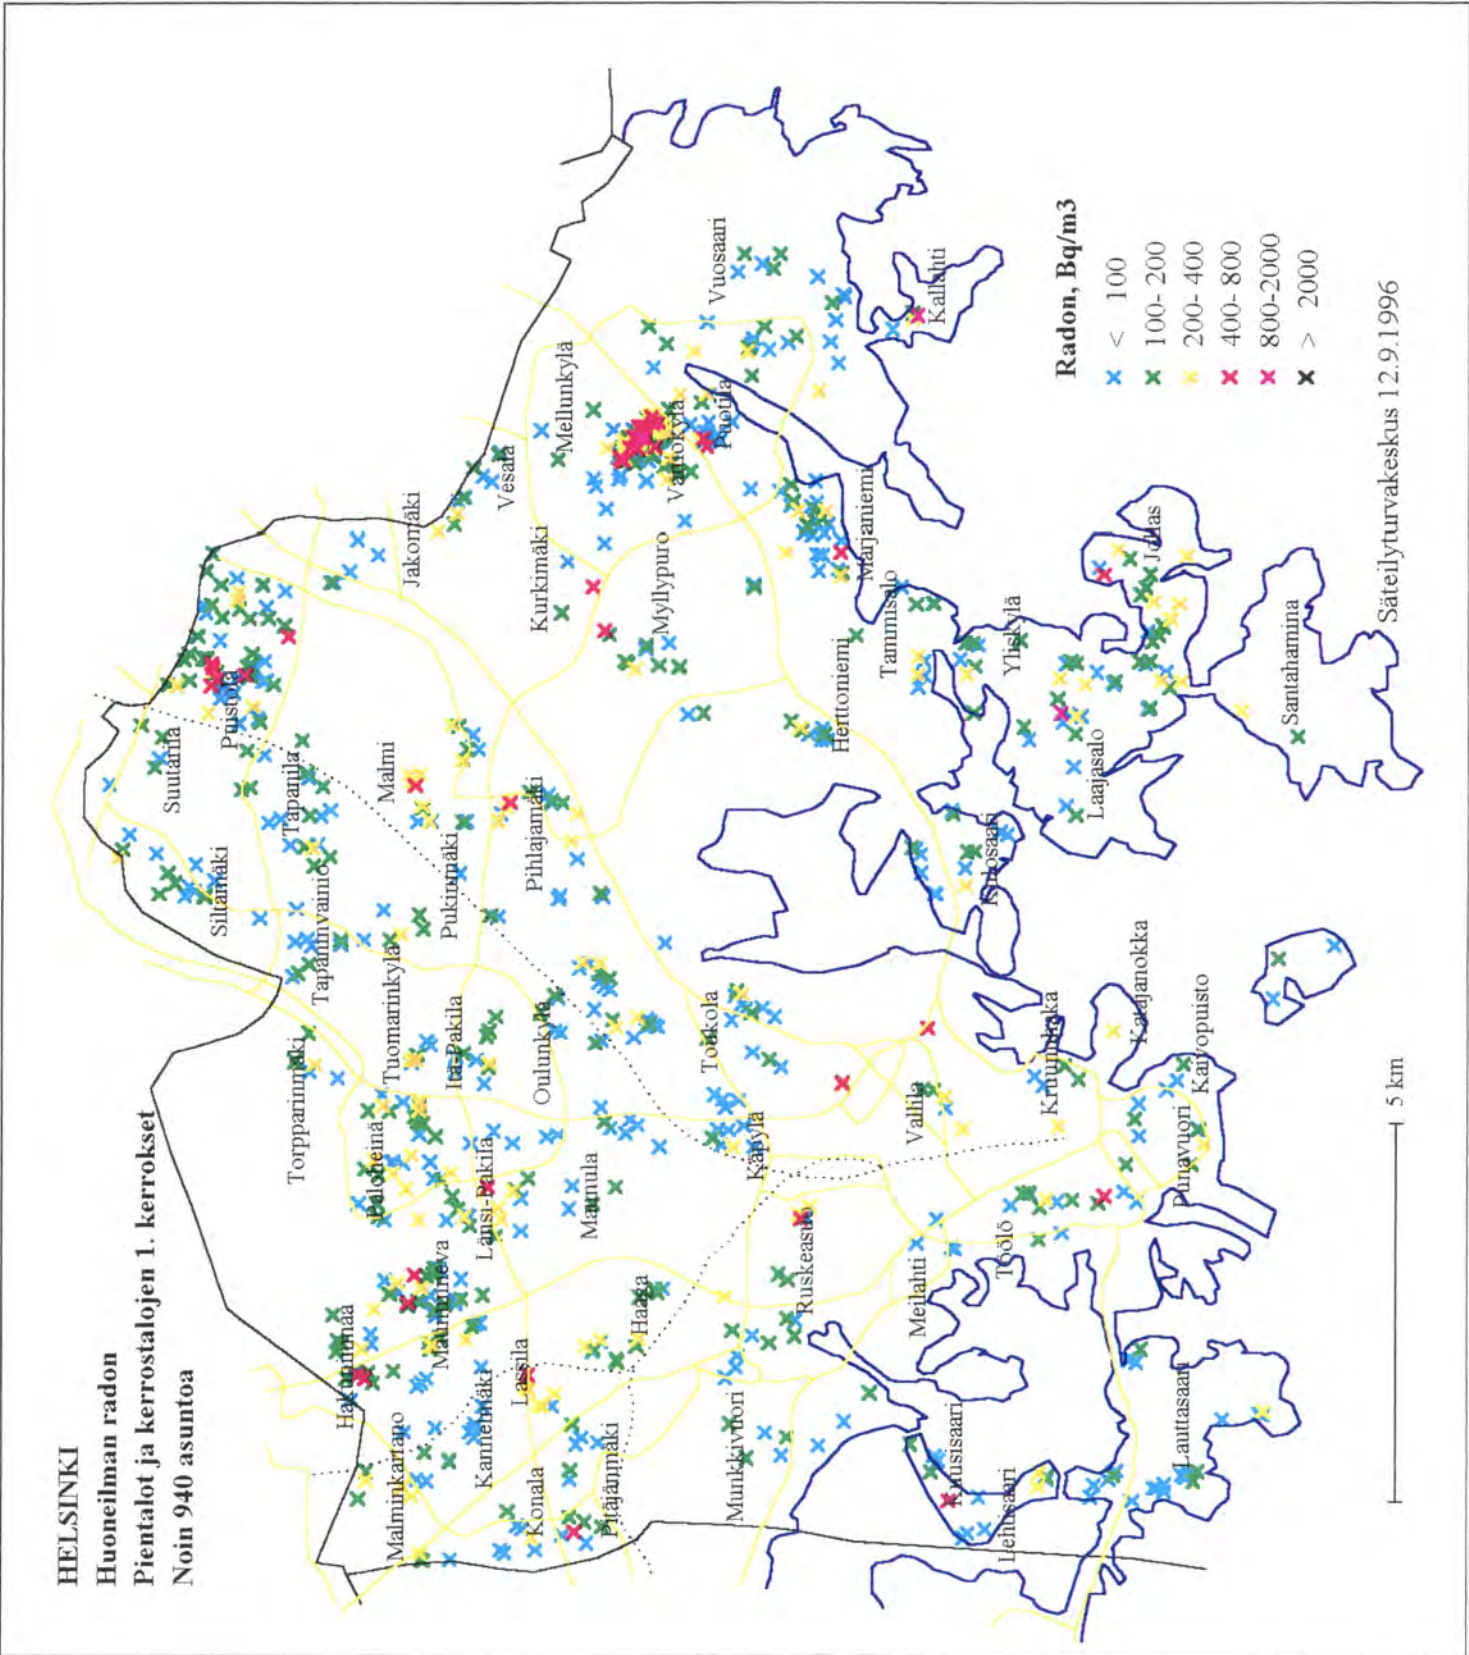 HELSINKI
Huoneilman radon
Pientalot ja kerrostalojen 1. kerrokset
Noin 940 asuntoa
Suutarila
Puistola
Siltamäki
Tapanila
Jakomäki
Tapaninvainio
Malmi
Vesala
Torpparinmäki
Tuomarinkylä
Pukinmäki
Mellunkylä
Paloheinä
Itä-Pakila
Pihlajamäki
Kurkimäki
Hakuninmaa
Länsi-Pakila
Oulunkylä
Myllypuro
Vartiokylä
Vuosaari
Maununneva
Maunula
Puotila
Malminkartano
Kannelmäki
Lassila
Haaga
Toukola
Käpylä
Herttoniemi
Marjaniemi
Kallahti
Konala
Pitäjänmäki
Ruskeasuo
Vallila
Tammisalo
Munkkivuori
Meilahti
Kulosaari
Yliskylä
Töölö
Kruununhaka
Laajasalo
Jollas
Kuusisaari
Katajanokka
Lehtisaari
Punavuori
Kaivopuisto
Santahamina
Lauttasaari
Radon, Bq/m3
< 100
100- 200
200- 400
400- 800
800-2000
> 2000
5 km
Säteilyturvakeskus 12.9.1996